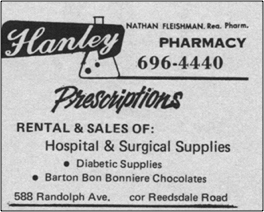 NATHAN FLEISHMAN, Rea. Pharm.
Hanley
PHARMACY
696-4440
Prescriptions
RENTAL & SALES OF:
Hospital & Surgical Supplies
• Diabetic Supplies
• Barton Bon Bonniere Chocolates
588 Randolph Ave. cor Reedsdale Road